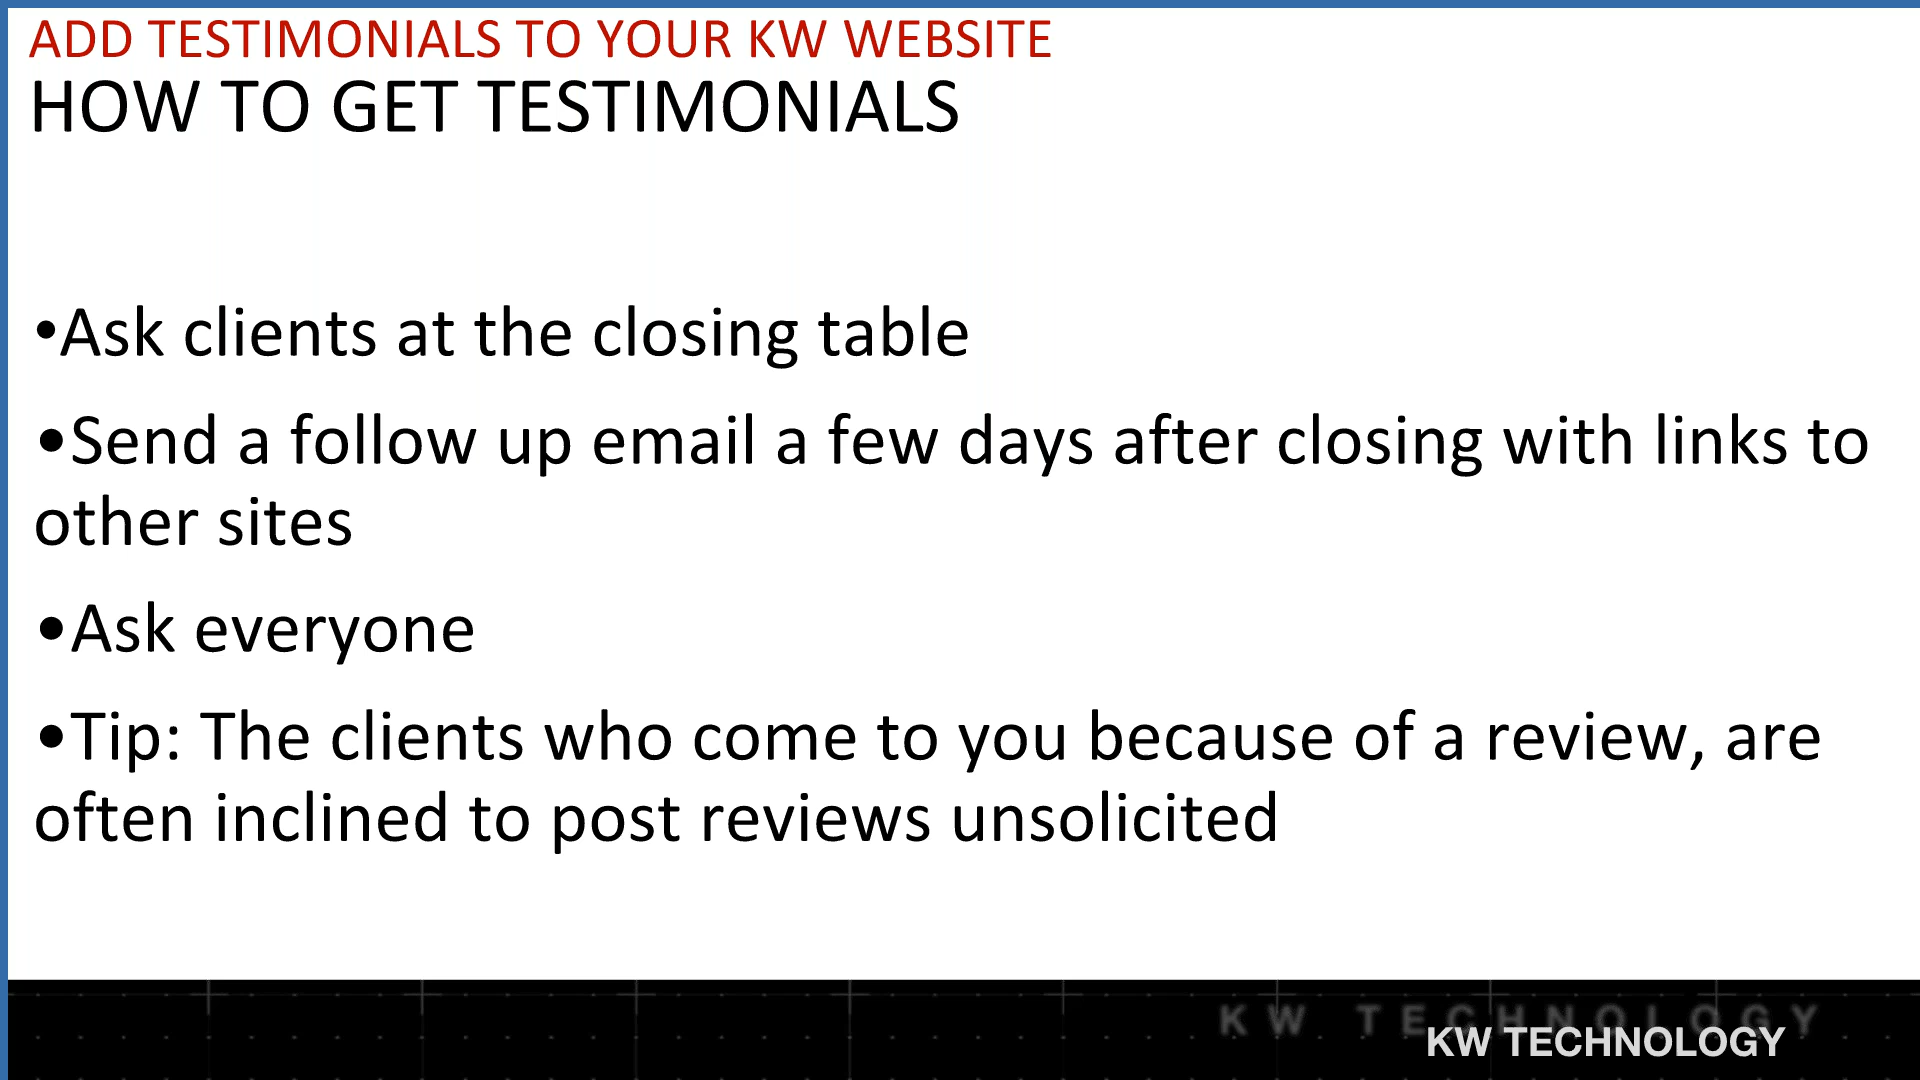 ADD TESTIMONIALS TO YOUR KW WEBSITE
HOW TO GET TESTIMONIALS
•Ask clients at the closing table
•Send a follow up email a few days after closing with links to
other sites
•Ask everyone
•Tip: The clients who come to you because of a review, are
often inclined to post reviews unsolicited
KW TECHNOLOGY
KW TECHNOLOGY